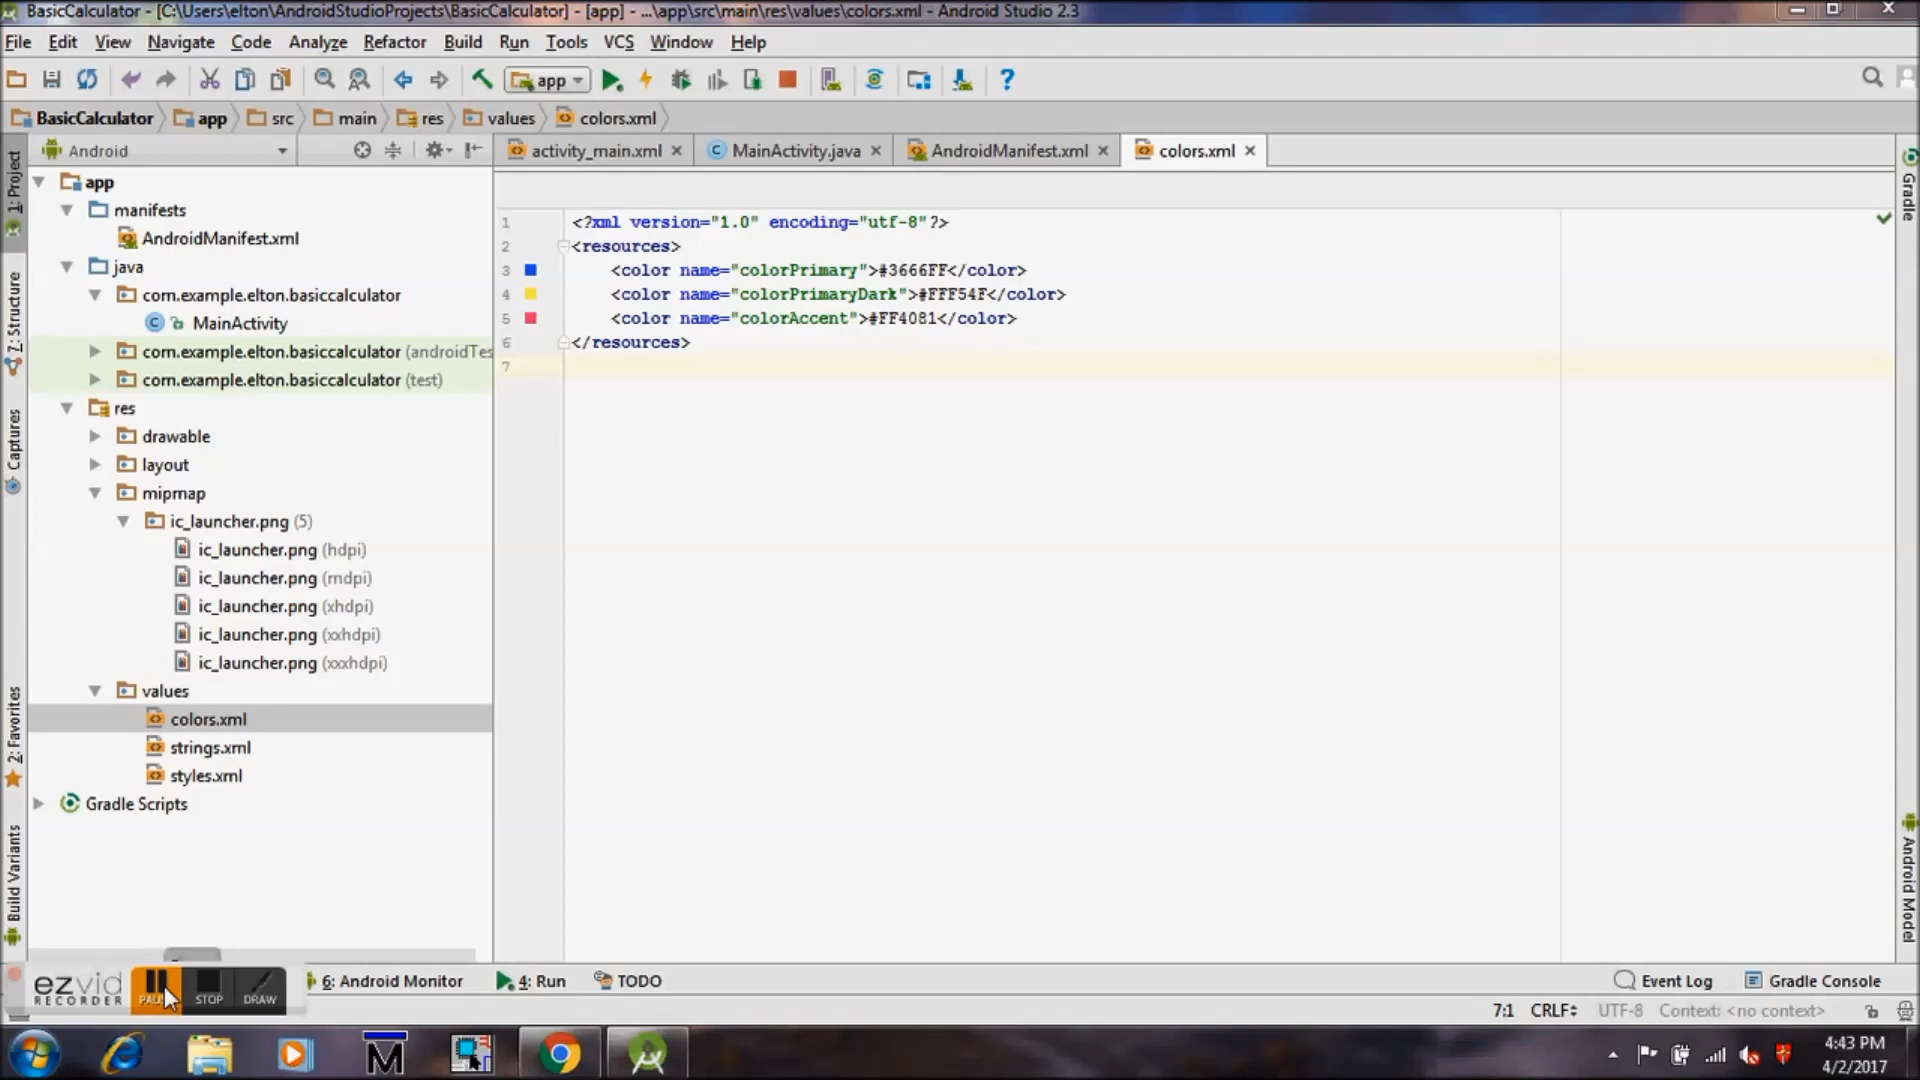 BasicCalculator - [C:\Users\elton\AndroidStudioProjects\BasicCalculator] - [app] - ...\app\src\main\res\values\colors.xml - Android Studio 2.3
File Edit View Navigate Code Analyze Refactor Build Run Tools VCS Window Help
app
BasicCalculator app src main res values colors.xml
Android
activity_main.xml MainActivity.java AndroidManifest.xml colors.xml
1: Project
7: Structure
Captures
2: Favorites
Build Variants
app
manifests
AndroidManifest.xml
java
com.example.elton.basiccalculator
MainActivity
com.example.elton.basiccalculator (androidTes
com.example.elton.basiccalculator (test)
res
drawable
layout
mipmap
ic_launcher.png (5)
ic_launcher.png (hdpi)
ic_launcher.png (mdpi)
ic_launcher.png (xhdpi)
ic_launcher.png (xxhdpi)
ic_launcher.png (xxxhdpi)
values
colors.xml
strings.xml
styles.xml
Gradle Scripts
1 <?xml version="1.0" encoding="utf-8"?>
2 <resources>
3 <color name="colorPrimary">#3666FF</color>
4 <color name="colorPrimaryDark">#FFF54F</color>
5 <color name="colorAccent">#FF4081</color>
6 </resources>
7
Gradle
Android Model
ezvid
RECORDER
STOP
DRAW
6: Android Monitor 4: Run TODO Event Log Gradle Console
7:1 CRLF UTF-8 Context: <no context>
4:43 PM
4/2/2017